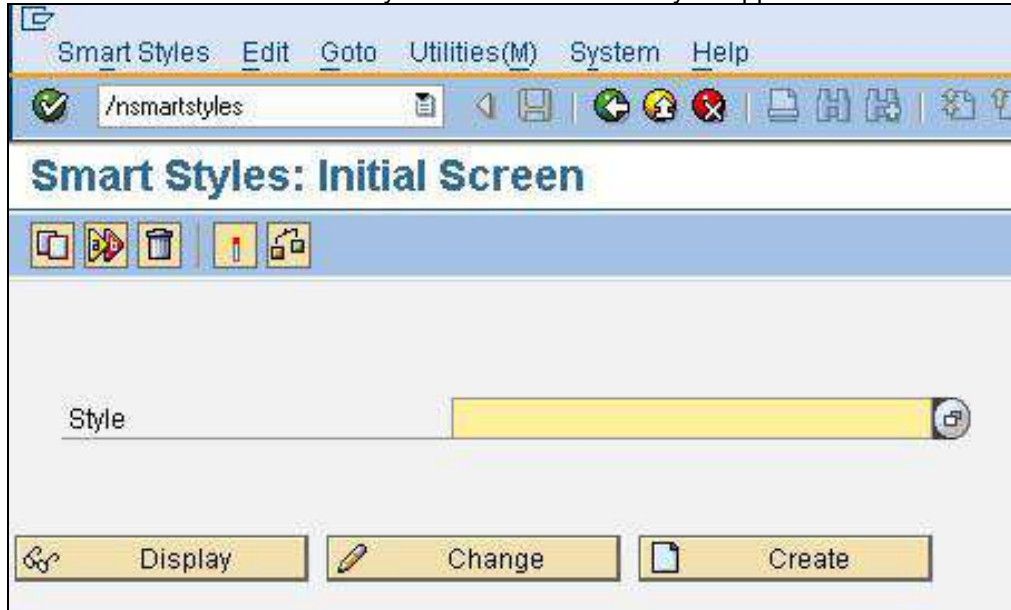 Smart Styles Edit Goto Utilities(M) System Help
/nsmartstyles
Smart Styles: Initial Screen
Style
Display Change Create